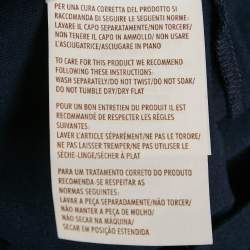 PER UNA CURA CORRETTA DEL PRODOTTO SI
RACCOMANDA DI SEGUIRE LE SEGUENTI NORME:
LAVARE IL CAPO SEPARATAMENTE/NON TORCERE/
NON TENERE IL CAPO IN AMMOLLO/ NON USARE
L'ASCIUGATRICE/ASCIUGARE IN PIANO
TO CARE FOR THIS PRODUCT WE RECOMMEND
FOLLOWING THESE INSTRUCTIONS:
WASH SEPARATELY/DO NOT TWIST/DO NOT SOAK/
DO NOT TUMBLE DRY/DRY FLAT
POUR UN BON ENTRETIEN DU PRODUIT IL EST
RECOMMANDÉ DE RESPECTER LES RÈGLES
SUIVANTES:
LAVER L'ARTICLE SÉPARÉMENT/NE PAS LE TORDRE/
NE PAS LAISSER TREMPER/NE PAS UTILISER LE
SÈCHE-LINGE/SÉCHER À PLAT
PARA UM TRATAMENTO CORRETO DO PRODUTO
RECOMENDA-SE RESPEITAR AS
NORMAS SEGUINTES:
LAVAR A PEÇA SEPARADAMENTE/NÃO TORCER/
NÃO MANTER A PEÇA DE MOLHO/
NÃO SECAR NA MÁQUINA/
SECAR EM POSIÇÃO ESTENDIDA